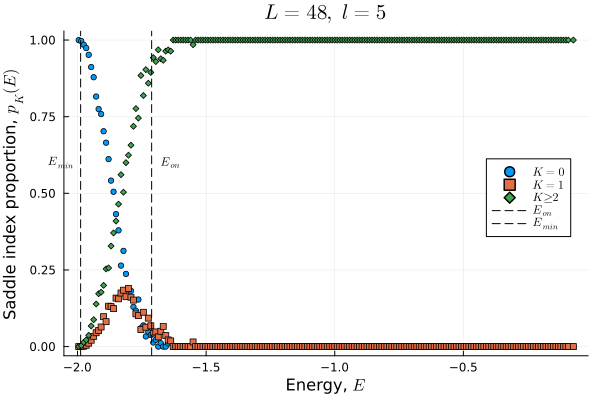 L = 48, l = 5
Saddle index proportion, p_K(E)
1.00
0.75
0.50
0.25
0.00
E_min
E_on
K = 0
K = 1
K≥2
E_on
E_min
−2.0
−1.5
−1.0
−0.5
Energy, E